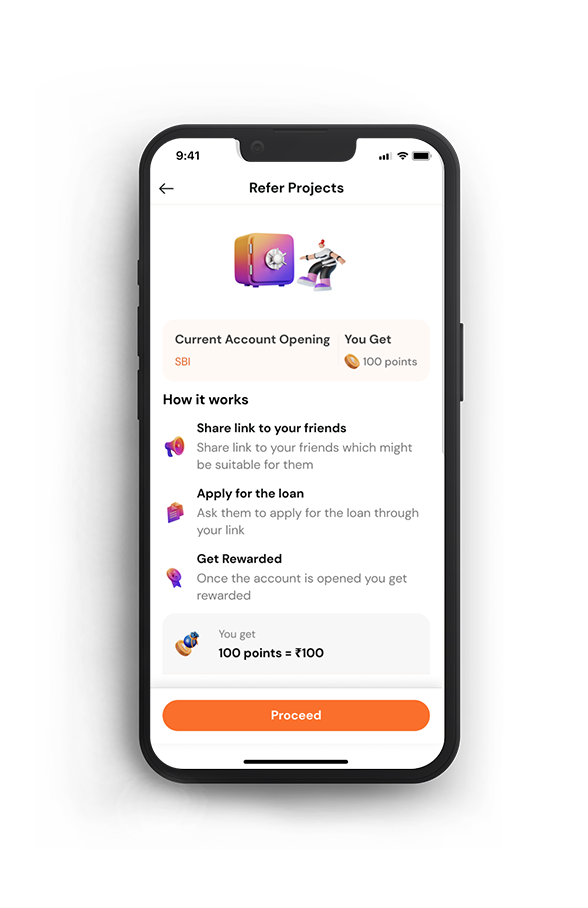 9:41
Refer Projects
Current Account Opening
SBI
You Get
100 points
How it works
Share link to your friends
Share link to your friends which might
be suitable for them
Apply for the loan
Ask them to apply for the loan through
your link
Get Rewarded
Once the account is opened you get
rewarded
You get
100 points = ₹100
Proceed